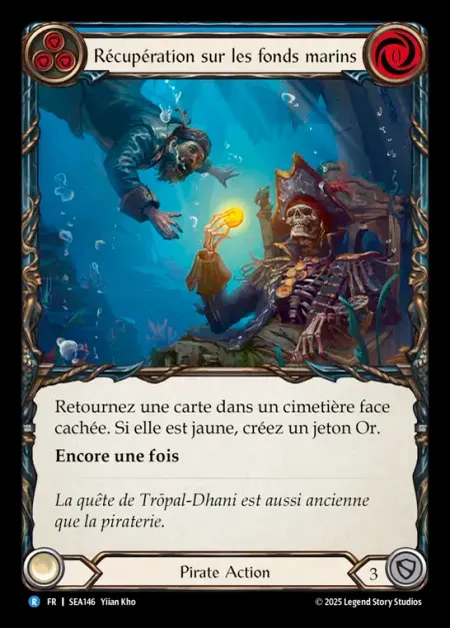 Récupération sur les fonds marins
0
Retournez une carte dans un cimetière face
cachée. Si elle est jaune, créez un jeton Or.
Encore une fois
La quête de Trōpal-Dhani est aussi ancienne
que la piraterie.
Pirate Action
3
R FR | SEA146 Yiian Kho
© 2025 Legend Story Studios